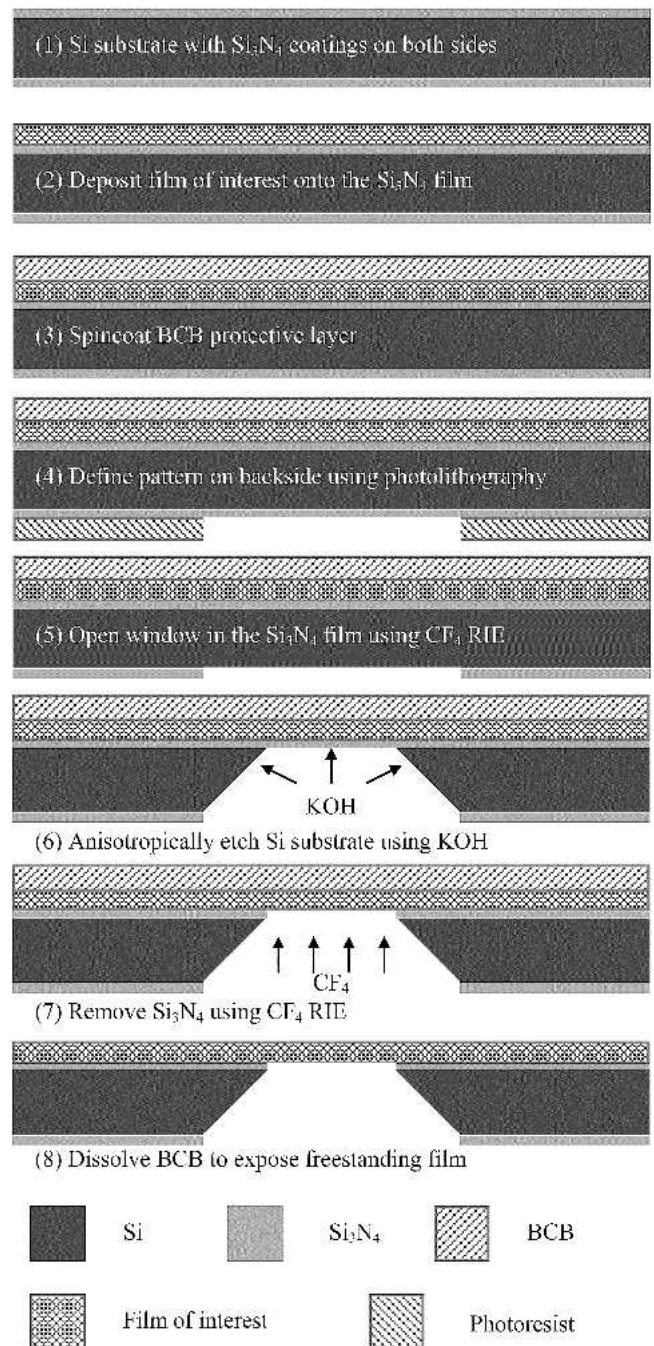 (1) Si substrate with Si₃N₄ coatings on both sides
(2) Deposit film of interest onto the Si₃N₄ film
(3) Spincoat BCB protective layer
(4) Define pattern on backside using photolithography
(5) Open window in the Si₃N₄ film using CF₄ RIE
KOH
(6) Anisotropically etch Si substrate using KOH
CF₄
(7) Remove Si₃N₄ using CF₄ RIE
(8) Dissolve BCB to expose freestanding film
Si Si₃N₄ BCB
Film of interest Photoresist